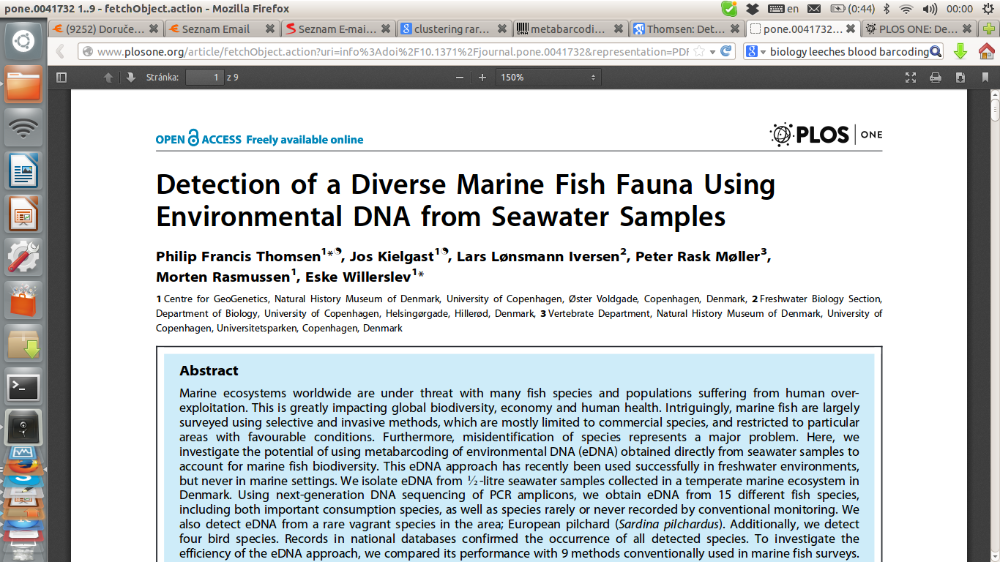 pone.0041732 1..9 - fetchObject.action - Mozilla Firefox
en (0:44) 00:00
(9252) Doruče... Seznam Email Seznam E-mai... clustering rar... metabarcodi... Thomsen: Det... pone.0041732... PLOS ONE: De...
www.plosone.org/article/fetchObject.action?uri=info%3Adoi%2F10.1371%2Fjournal.pone.0041732&representation=PDF biology leeches blood barcoding
Stránka: 1 z 9 150%
OPEN ACCESS Freely available online
PLOS ONE
Detection of a Diverse Marine Fish Fauna Using
Environmental DNA from Seawater Samples
Philip Francis Thomsen1*, Jos Kielgast1, Lars Lønsmann Iversen2, Peter Rask Møller3,
Morten Rasmussen1, Eske Willerslev1*
1 Centre for GeoGenetics, Natural History Museum of Denmark, University of Copenhagen, Øster Voldgade, Copenhagen, Denmark, 2 Freshwater Biology Section,
Department of Biology, University of Copenhagen, Helsingørgade, Hillerød, Denmark, 3 Vertebrate Department, Natural History Museum of Denmark, University of
Copenhagen, Universitetsparken, Copenhagen, Denmark
Abstract
Marine ecosystems worldwide are under threat with many fish species and populations suffering from human over-
exploitation. This is greatly impacting global biodiversity, economy and human health. Intriguingly, marine fish are largely
surveyed using selective and invasive methods, which are mostly limited to commercial species, and restricted to particular
areas with favourable conditions. Furthermore, misidentification of species represents a major problem. Here, we
investigate the potential of using metabarcoding of environmental DNA (eDNA) obtained directly from seawater samples to
account for marine fish biodiversity. This eDNA approach has recently been used successfully in freshwater environments,
but never in marine settings. We isolate eDNA from ½-litre seawater samples collected in a temperate marine ecosystem in
Denmark. Using next-generation DNA sequencing of PCR amplicons, we obtain eDNA from 15 different fish species,
including both important consumption species, as well as species rarely or never recorded by conventional monitoring. We
also detect eDNA from a rare vagrant species in the area; European pilchard (Sardina pilchardus). Additionally, we detect
four bird species. Records in national databases confirmed the occurrence of all detected species. To investigate the
efficiency of the eDNA approach, we compared its performance with 9 methods conventionally used in marine fish surveys.